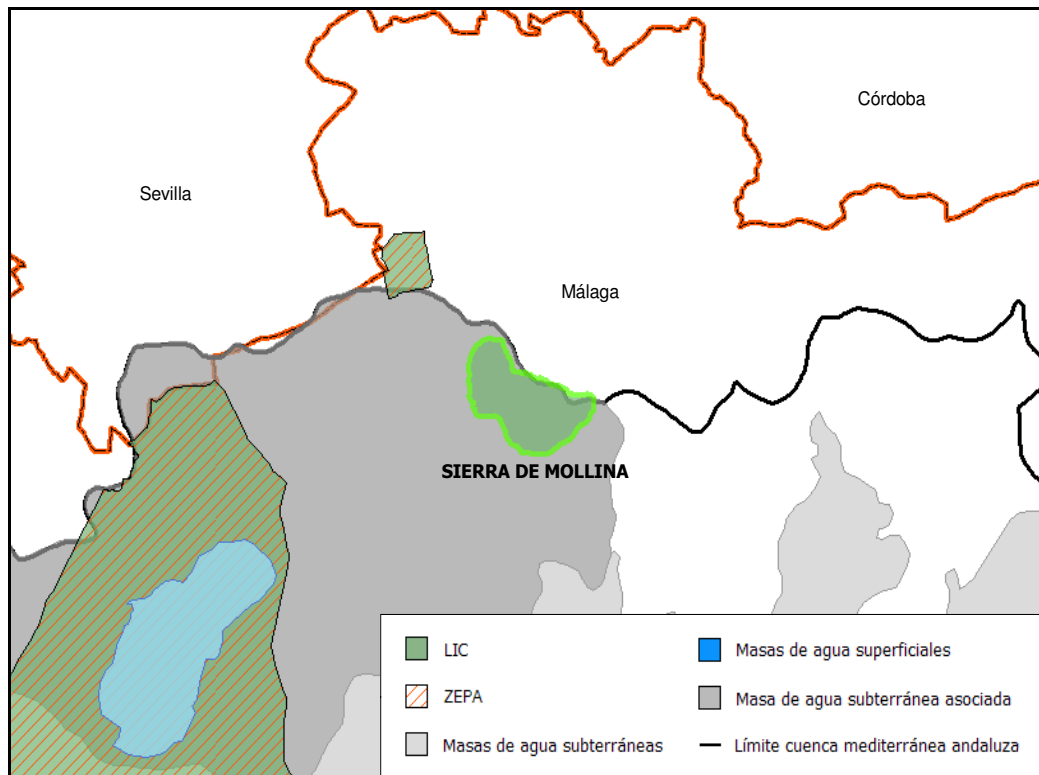 Córdoba
Sevilla
Málaga
SIERRA DE MOLLINA
LIC
ZEPA
Masas de agua subterráneas
Masas de agua superficiales
Masa de agua subterránea asociada
Límite cuenca mediterránea andaluza